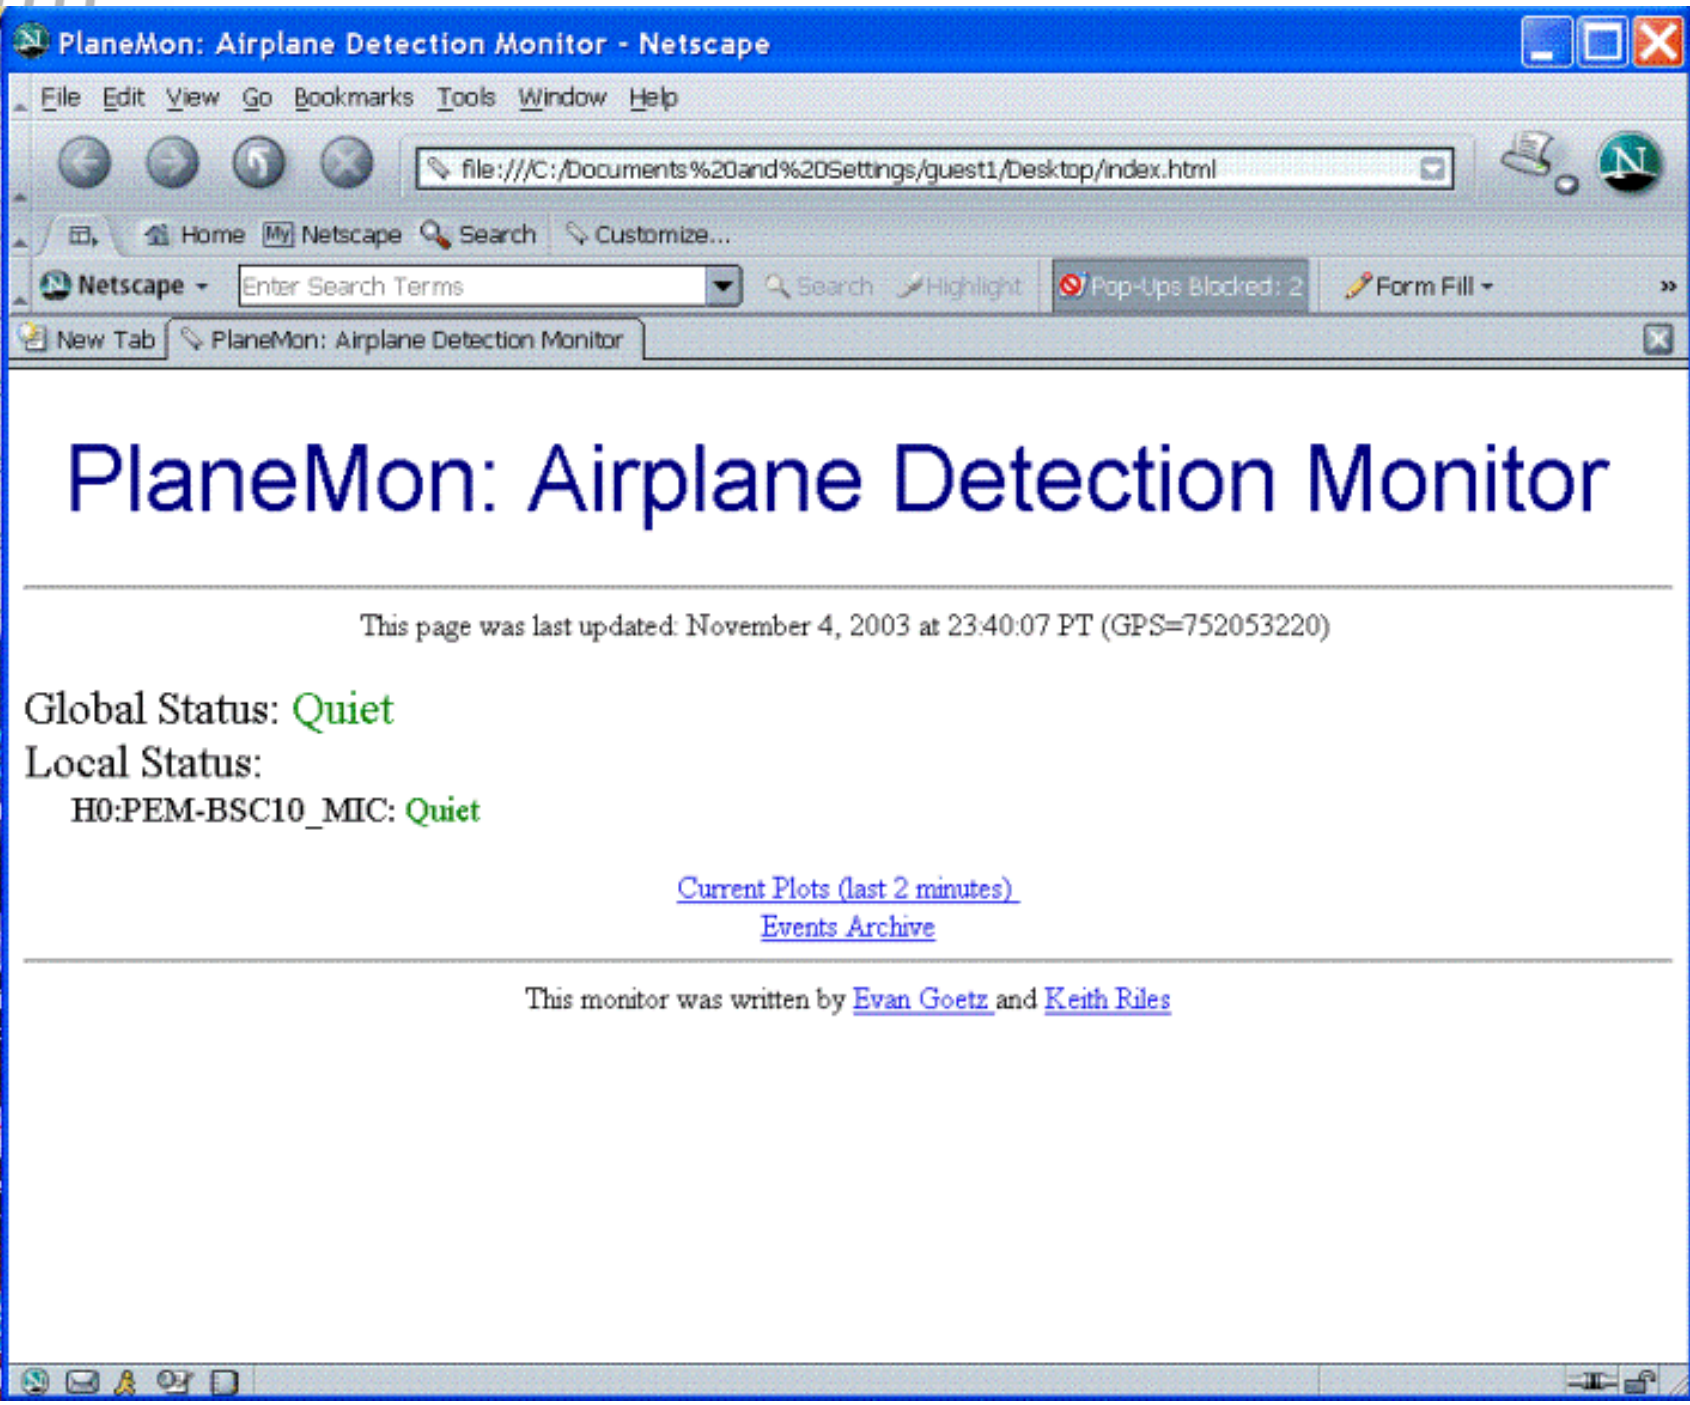 PlaneMon: Airplane Detection Monitor - Netscape
File Edit View Go Bookmarks Tools Window Help
file:///C:/Documents%20and%20Settings/guest1/Desktop/index.html
Home My Netscape Search Customize...
Netscape Enter Search Terms Search Highlight Pop-Ups Blocked: 2 Form Fill »
New Tab PlaneMon: Airplane Detection Monitor
PlaneMon: Airplane Detection Monitor
This page was last updated: November 4, 2003 at 23:40:07 PT (GPS=752053220)
Global Status: Quiet
Local Status:
H0:PEM-BSC10_MIC: Quiet
Current Plots (last 2 minutes)
Events Archive
This monitor was written by Evan Goetz and Keith Riles